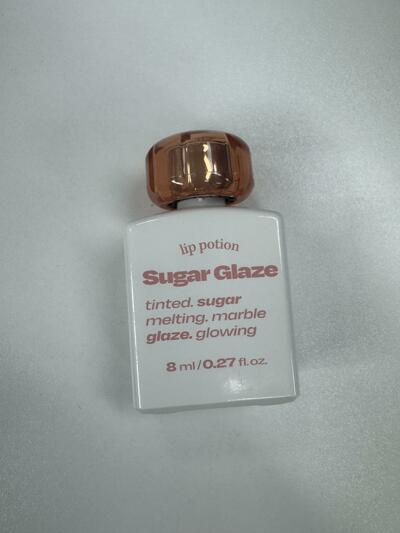 lip potion
Sugar Glaze
tinted. sugar
melting. marble
glaze. glowing
8 ml/0.27 fl.oz.